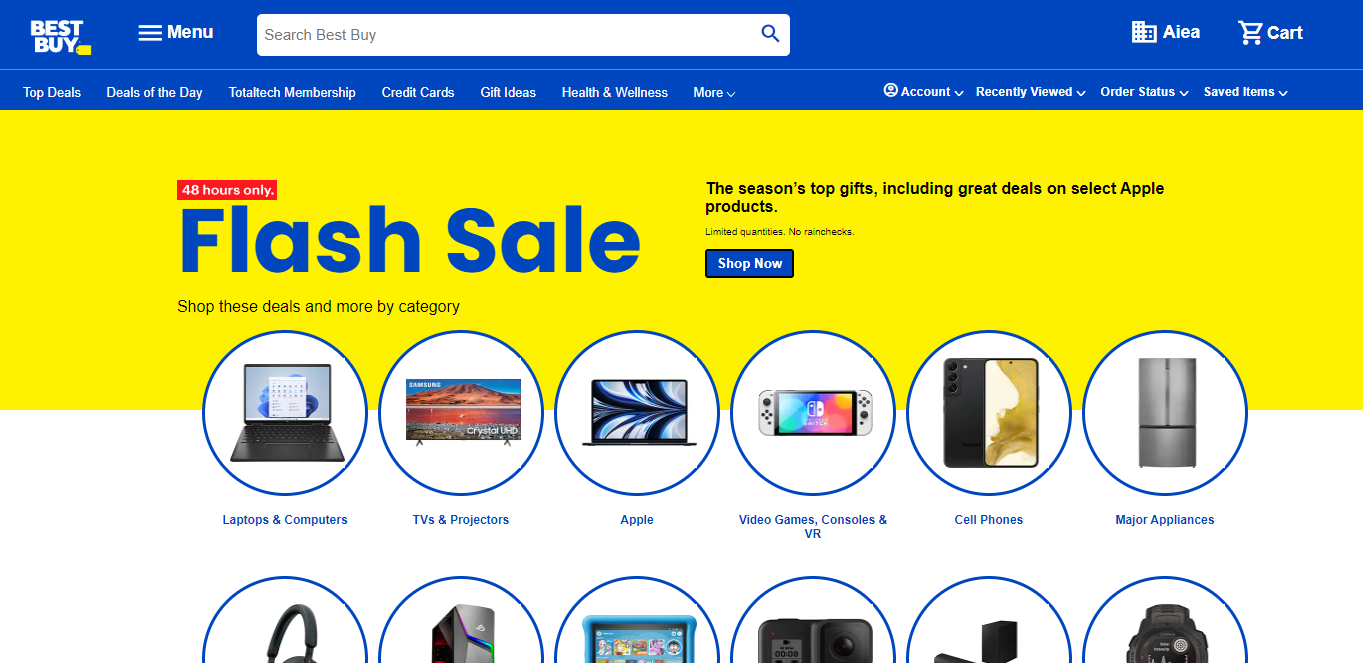 BEST
BUY
Menu
Search Best Buy
Aiea
Cart
Top Deals
Deals of the Day
Totaltech Membership
Credit Cards
Gift Ideas
Health & Wellness
More
Account
Recently Viewed
Order Status
Saved Items
48 hours only.
Flash Sale
Shop these deals and more by category
The season's top gifts, including great deals on select Apple
products.
Limited quantities. No rainchecks.
Shop Now
SAMSUNG
Crystal UHD
SWITCH
Laptops & Computers
TVs & Projectors
Apple
Video Games, Consoles &
VR
Cell Phones
Major Appliances